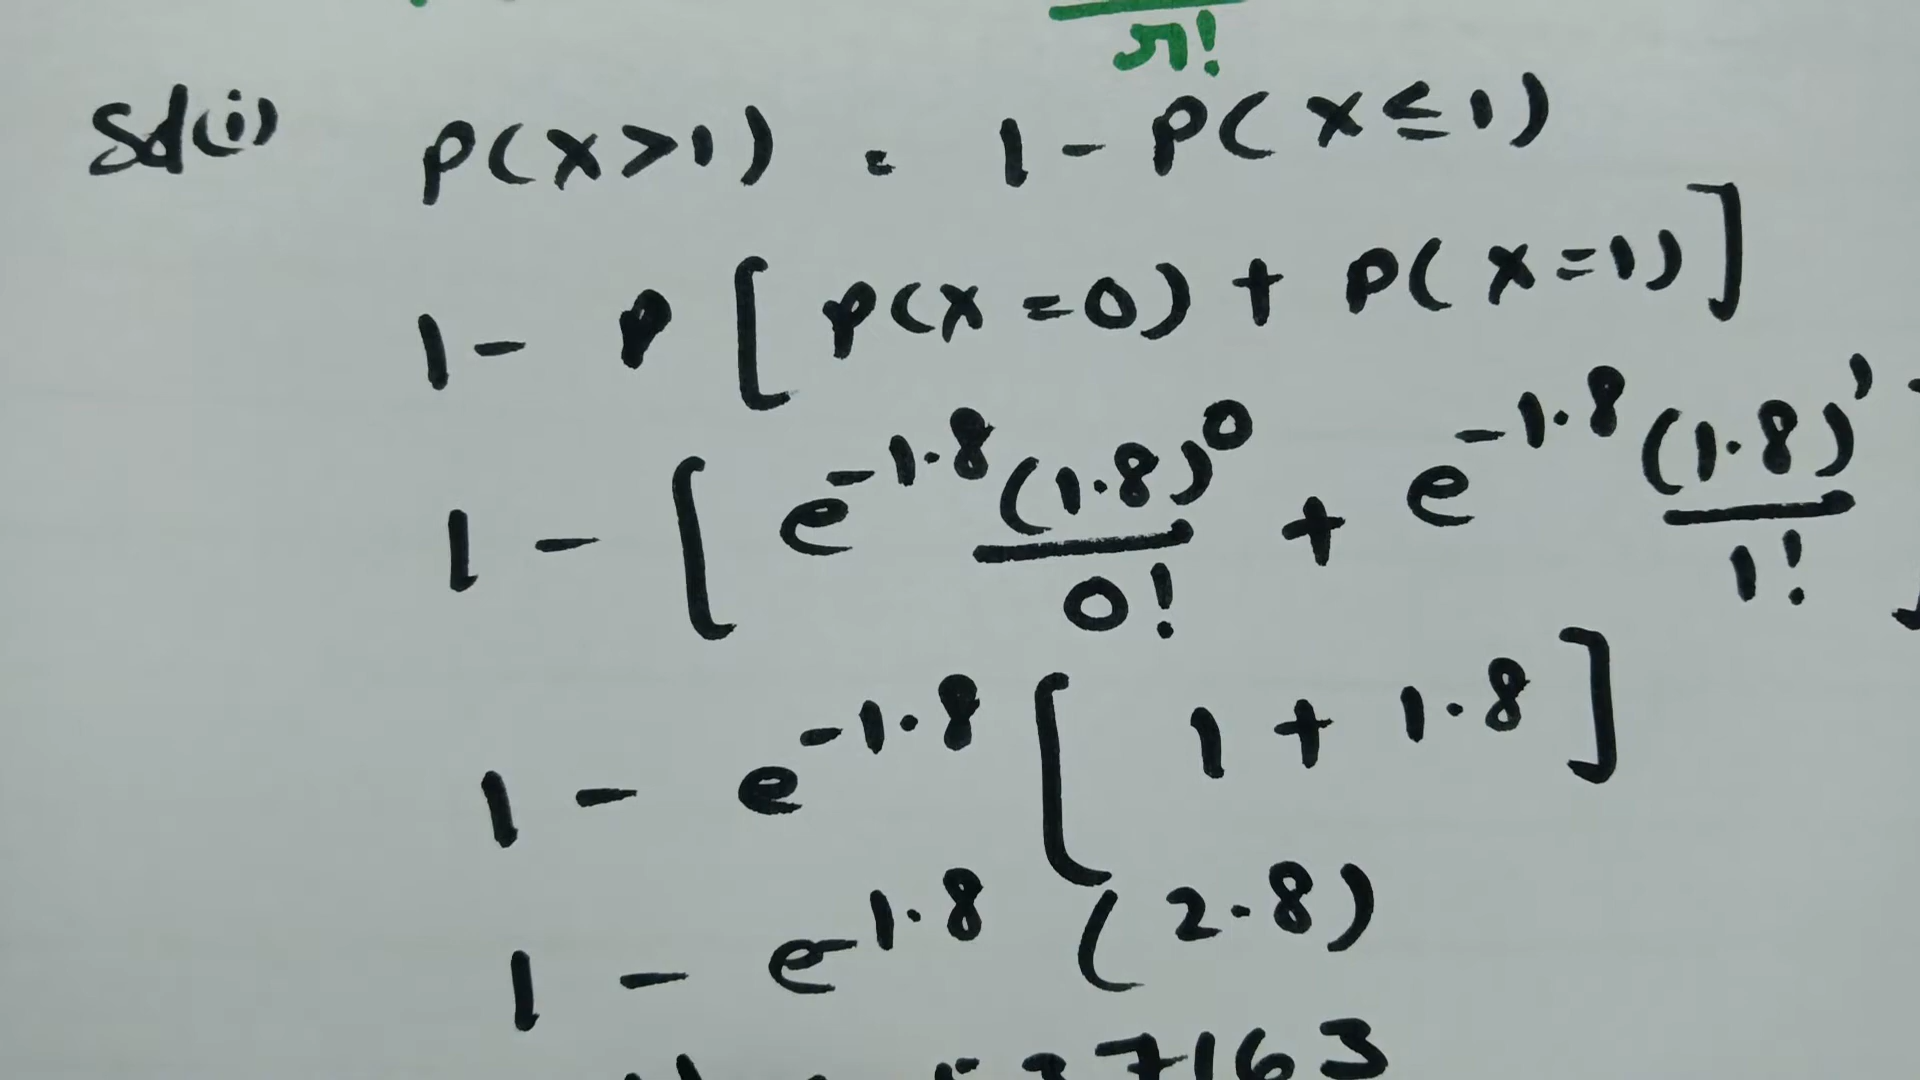 r!
Sol(i) P(X>1) = 1 - P(X≤1)
1 - P [ P(X=0) + P(X=1) ]
1 - [ e^-1.8 (1.8)^0 / 0! + e^-1.8 (1.8)^1 / 1! ]
1 - e^-1.8 [ 1 + 1.8 ]
1 - e^-1.8 (2.8)
37163